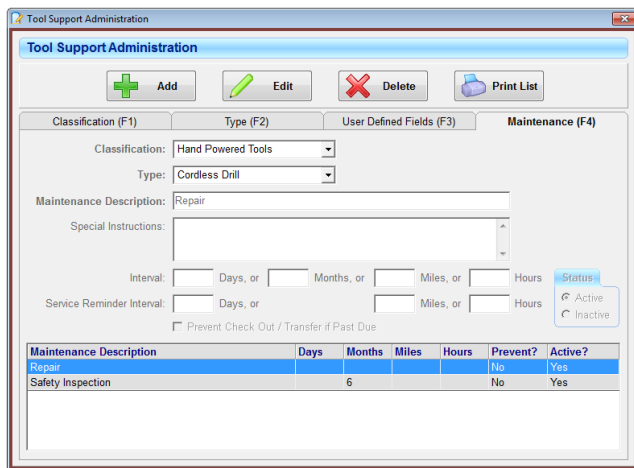 Tool Support Administration
Tool Support Administration
Add Edit Delete Print List
Classification (F1) Type (F2) User Defined Fields (F3) Maintenance (F4)
Classification: Hand Powered Tools
Type: Cordless Drill
Maintenance Description: Repair
Special Instructions:
Interval: Days, or Months, or Miles, or Hours Status
Service Reminder Interval: Days, or Miles, or Hours Active
Inactive
Prevent Check Out / Transfer if Past Due
Maintenance Description Days Months Miles Hours Prevent? Active?
Repair No Yes
Safety Inspection 6 No Yes